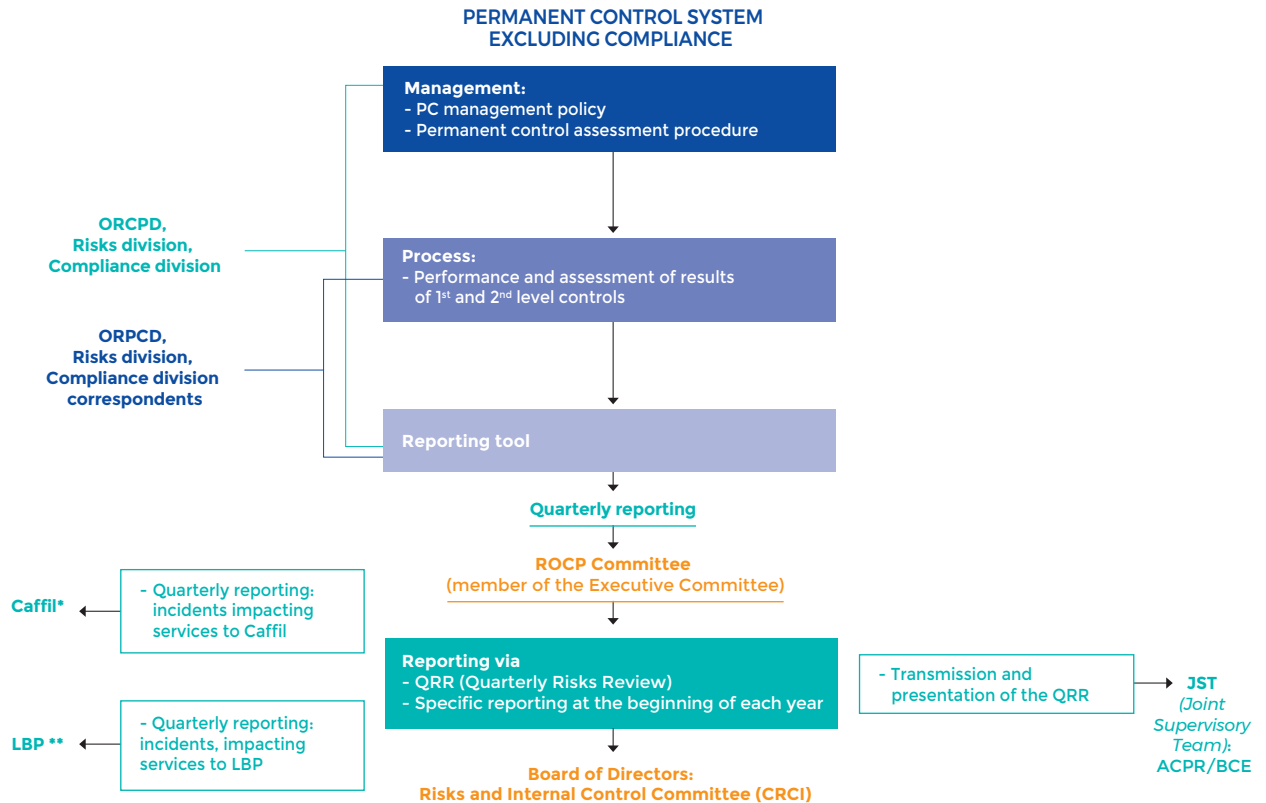 PERMANENT CONTROL SYSTEM
EXCLUDING COMPLIANCE
Management:
- PC management policy
- Permanent control assessment procedure
ORCPD,
Risks division,
Compliance division
Process:
- Performance and assessment of results
of 1st and 2nd level controls
ORPCD,
Risks division,
Compliance division
correspondents
Reporting tool
Quarterly reporting
ROCP Committee
(member of the Executive Committee)
Caffil*
- Quarterly reporting:
incidents impacting
services to Caffil
Reporting via
- QRR (Quarterly Risks Review)
- Specific reporting at the beginning of each year
- Transmission and
presentation of the QRR
JST
(Joint
Supervisory
Team):
ACPR/BCE
LBP **
- Quarterly reporting:
incidents, impacting
services to LBP
Board of Directors:
Risks and Internal Control Committee (CRCI)